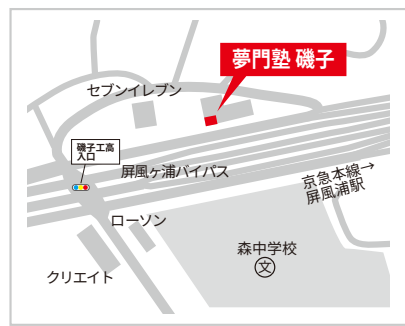 夢門塾 磯子
セブンイレブン
磯子工高
入口
屏風ヶ浦バイパス
京急本線→
屏風浦駅
ローソン
森中学校
文
クリエイト